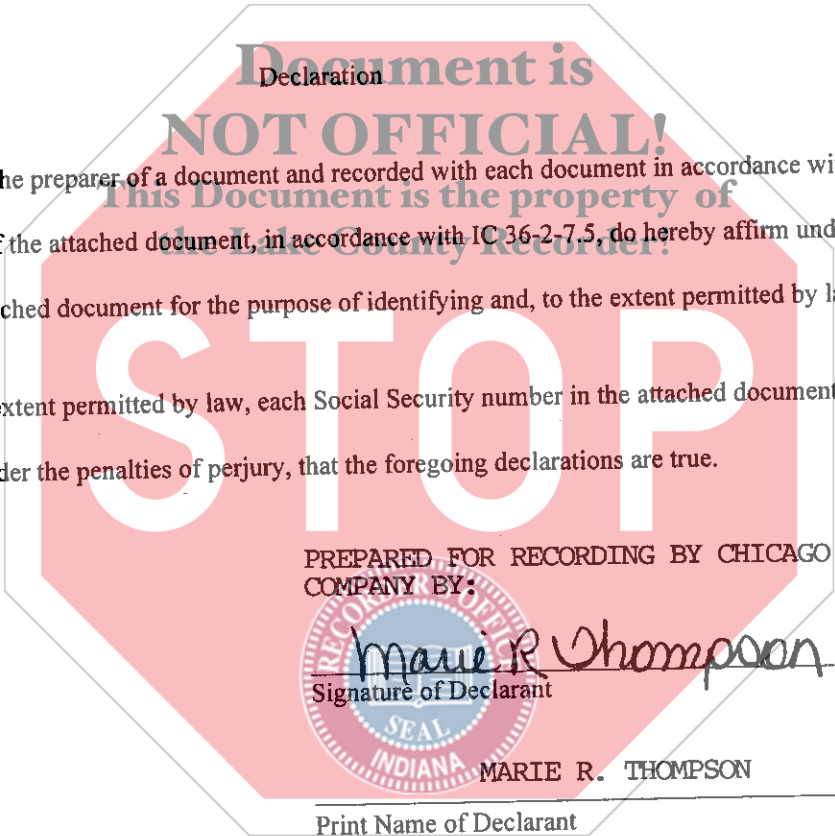 Document is
Declaration
NOT OFFICIAL!
he preparer of a document and recorded with each document in accordance wi
This Document is the property of
f the attached document, in accordance with IC 36-2-7.5, do hereby affirm und
the Lake County Recorder!
ched document for the purpose of identifying and, to the extent permitted by la
STOP
extent permitted by law, each Social Security number in the attached document
der the penalties of perjury, that the foregoing declarations are true.
PREPARED FOR RECORDING BY CHICAGO
COMPANY BY:
RECORDER'S OFFICE
Marie R Thompson
Signature of Declarant
SEAL
INDIANA
MARIE R. THOMPSON
Print Name of Declarant